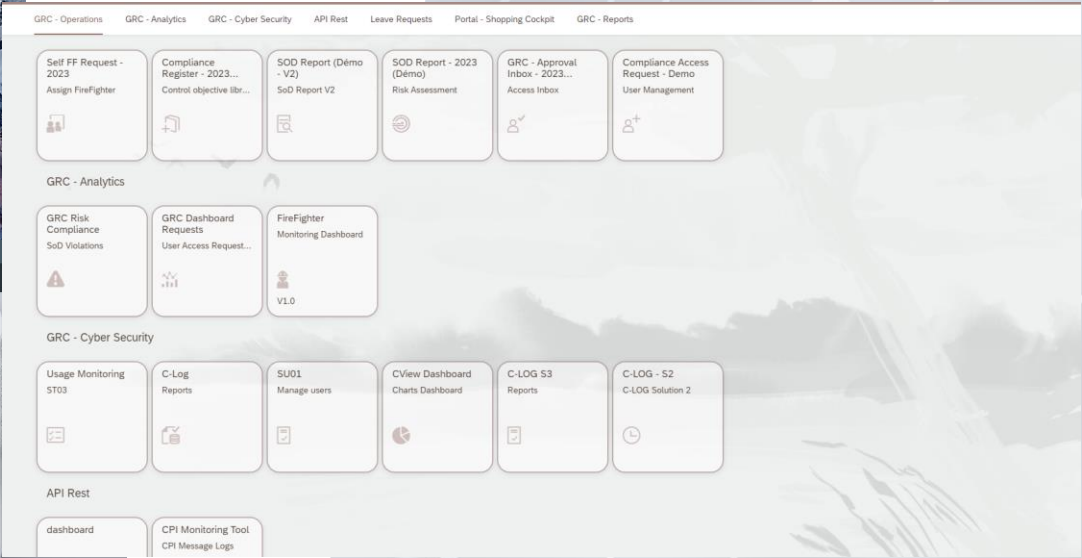 GRC - Operations GRC - Analytics GRC - Cyber Security API Rest Leave Requests Portal - Shopping Cockpit GRC - Reports
Self FF Request -
2023
Assign FireFighter
Compliance
Register - 2023...
Control objective libr...
SOD Report (Démo
- V2)
SoD Report V2
SOD Report - 2023
(Démo)
Risk Assessment
GRC - Approval
Inbox - 2023...
Access Inbox
Compliance Access
Request - Demo
User Management
GRC - Analytics
GRC Risk
Compliance
SoD Violations
GRC Dashboard
Requests
User Access Request...
FireFighter
Monitoring Dashboard
V1.0
GRC - Cyber Security
Usage Monitoring
ST03
C-Log
Reports
SU01
Manage users
CView Dashboard
Charts Dashboard
C-LOG S3
Reports
C-LOG - S2
C-LOG Solution 2
API Rest
dashboard
CPI Monitoring Tool
CPI Message Logs